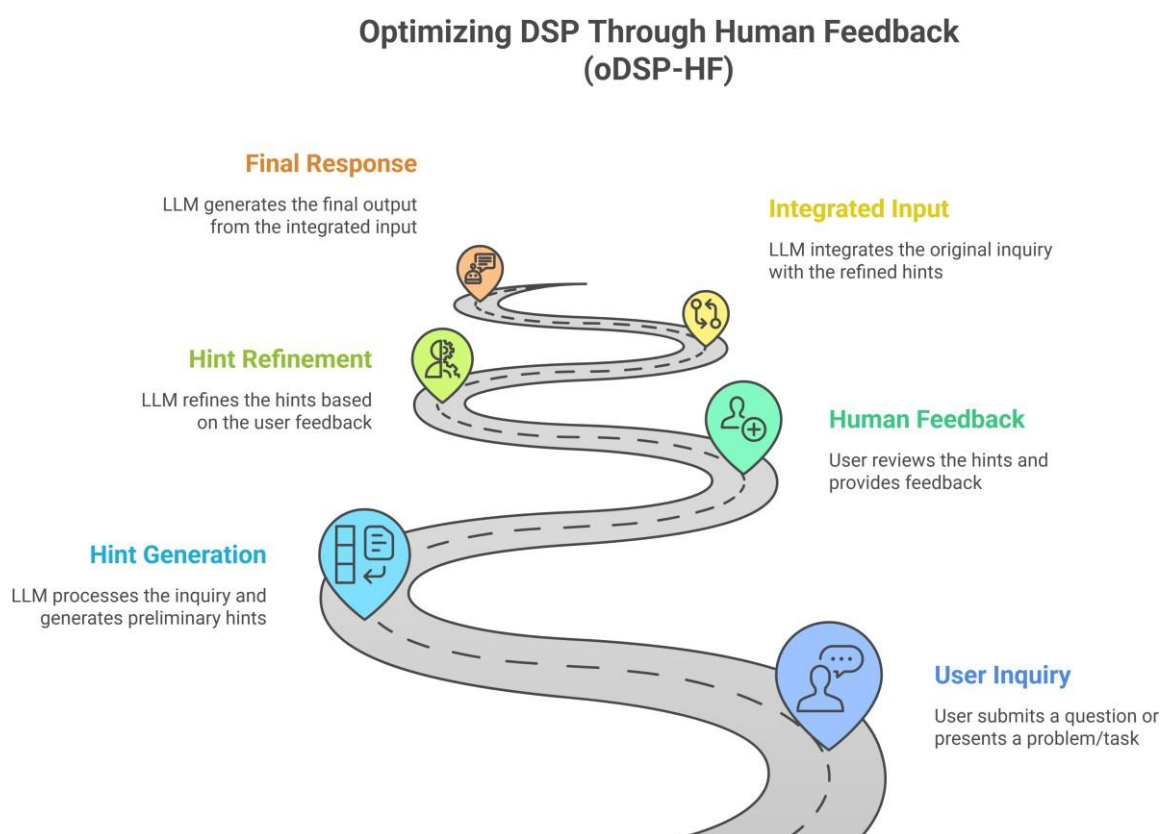 Optimizing DSP Through Human Feedback
(oDSP-HF)
Final Response
LLM generates the final output
from the integrated input
Integrated Input
LLM integrates the original inquiry
with the refined hints
Hint Refinement
LLM refines the hints based
on the user feedback
Human Feedback
User reviews the hints and
provides feedback
Hint Generation
LLM processes the inquiry and
generates preliminary hints
User Inquiry
User submits a question or
presents a problem/task